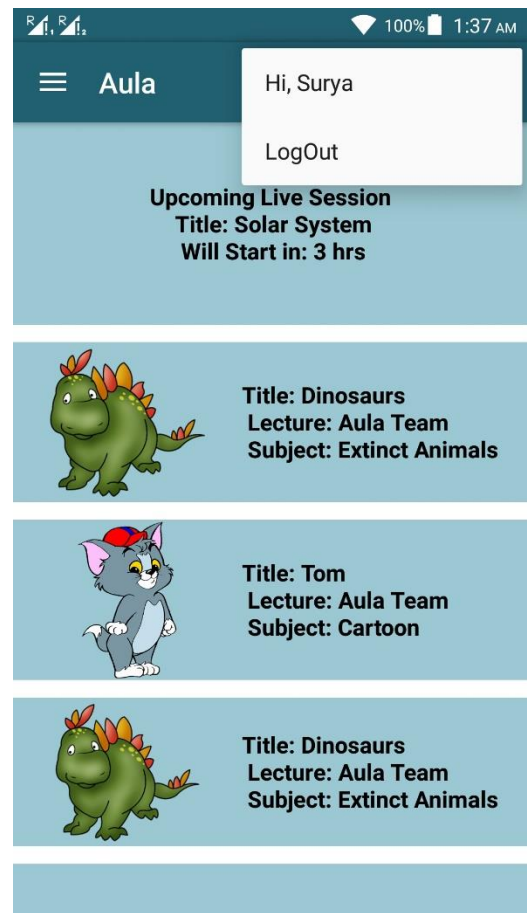 R R 2 100% 1:37 AM
Aula
Hi, Surya
LogOut
Upcoming Live Session
Title: Solar System
Will Start in: 3 hrs
Title: Dinosaurs
Lecture: Aula Team
Subject: Extinct Animals
Title: Tom
Lecture: Aula Team
Subject: Cartoon
Title: Dinosaurs
Lecture: Aula Team
Subject: Extinct Animals